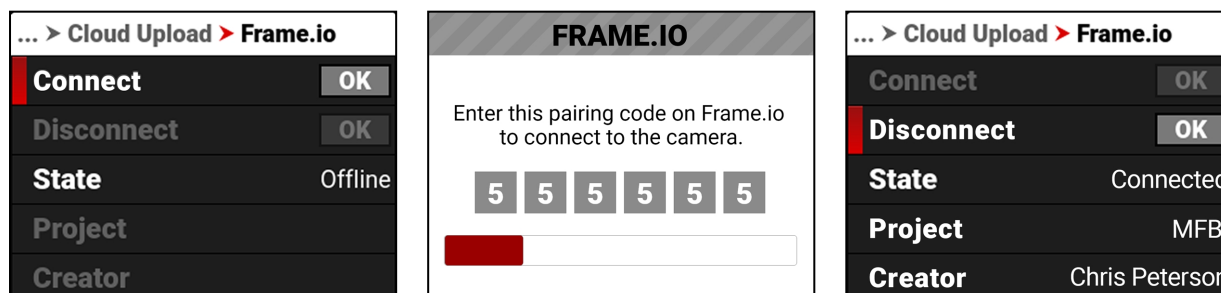 ... > Cloud Upload > Frame.io
Connect OK
Disconnect OK
State Offline
Project
Creator
FRAME.IO
Enter this pairing code on Frame.io
to connect to the camera.
5 5 5 5 5 5
... > Cloud Upload > Frame.io
Connect OK
Disconnect OK
State Connected
Project MFB
Creator Chris Peterson